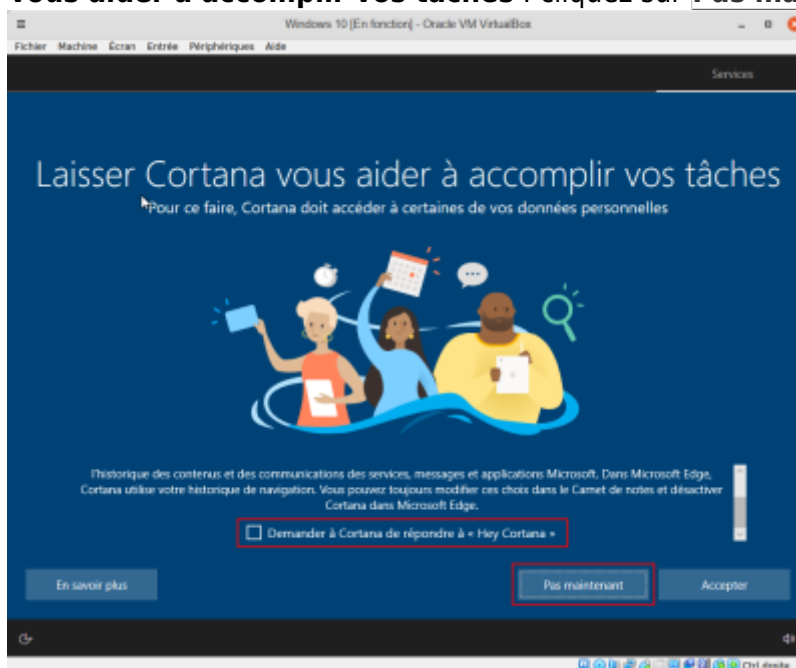 vous aider à accomplir vos tâches : cliquez sur Pas ma
Windows 10 [En fonction] - Oracle VM VirtualBox
Fichier Machine Écran Entrée Périphériques Aide
Services
Laisser Cortana vous aider à accomplir vos tâches
Pour ce faire, Cortana doit accéder à certaines de vos données personnelles
l'historique des contenus et des communications des services, messages et applications Microsoft. Dans Microsoft Edge,
Cortana utilise votre historique de navigation. Vous pouvez toujours modifier ces choix dans le Carnet de notes et désactiver
Cortana dans Microsoft Edge.
Demander à Cortana de répondre à « Hey Cortana »
En savoir plus
Pas maintenant
Accepter
Ctrl droite